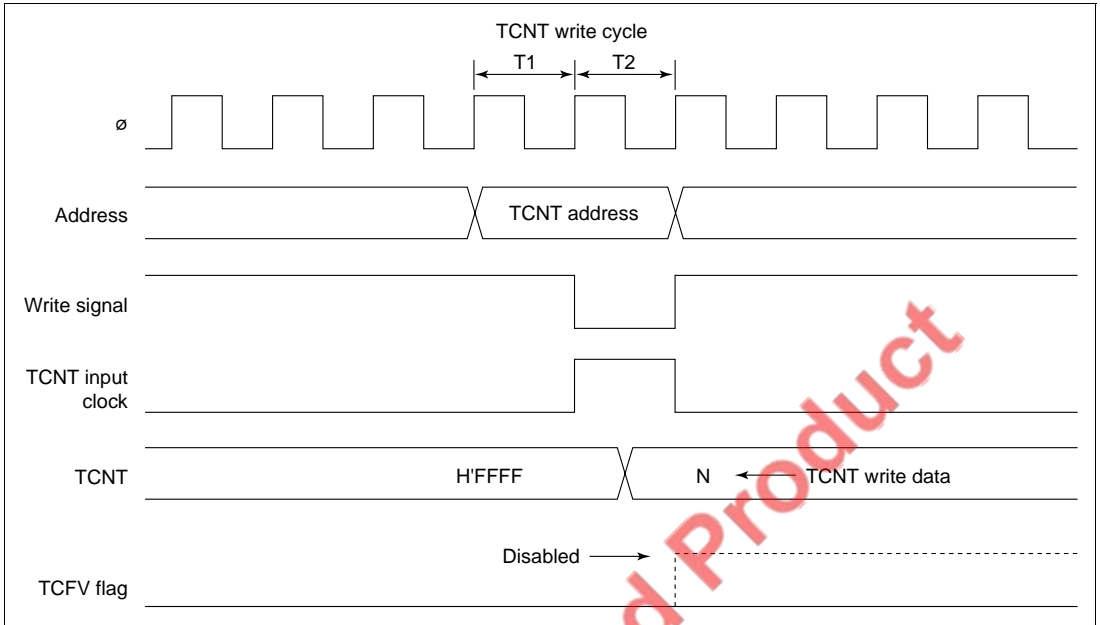 TCNT write cycle
T1 T2
ø
Address
TCNT address
Write signal
TCNT input
clock
TCNT
H'FFFF
N
TCNT write data
Disabled
TCFV flag
d Product